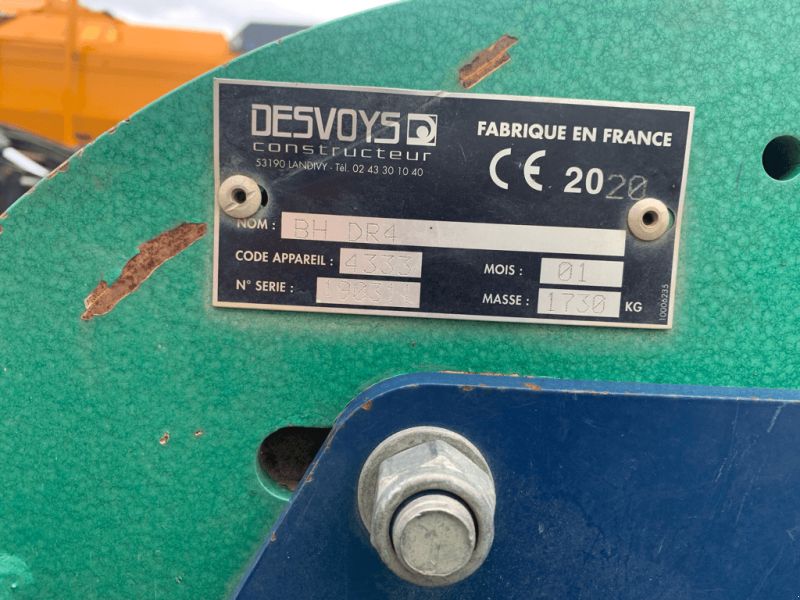 DESVOYS
constructeur
53190 LANDIVY - Tél. 02 43 30 10 40
FABRIQUE EN FRANCE
CE 2020
NOM : BH DR4
CODE APPAREIL : 4333
MOIS : 01
N° SERIE :
MASSE : 1730 KG
10006235